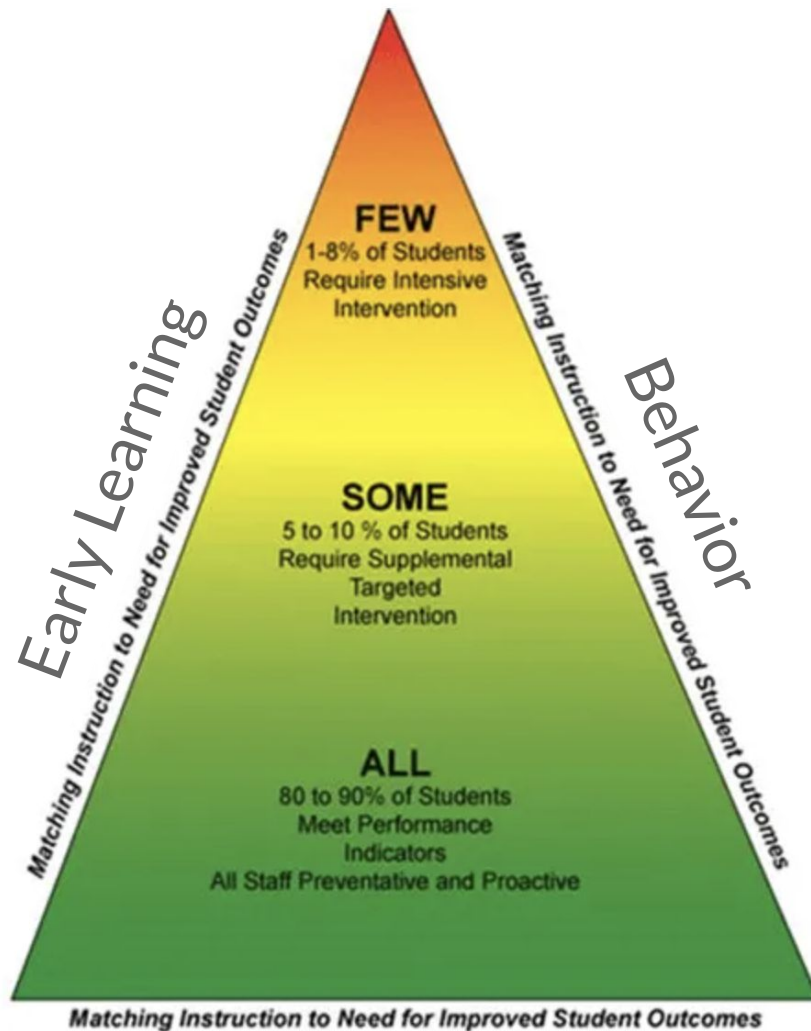 FEW
1-8% of Students
Require Intensive
Intervention
Early Learning
Matching Instruction to Need for Improved Student Outcomes
Matching Instruction to Need for Improved Student Outcomes
Behavior
SOME
5 to 10 % of Students
Require Supplemental
Targeted
Intervention
ALL
80 to 90% of Students
Meet Performance
Indicators
All Staff Preventative and Proactive
Matching Instruction to Need for Improved Student Outcomes